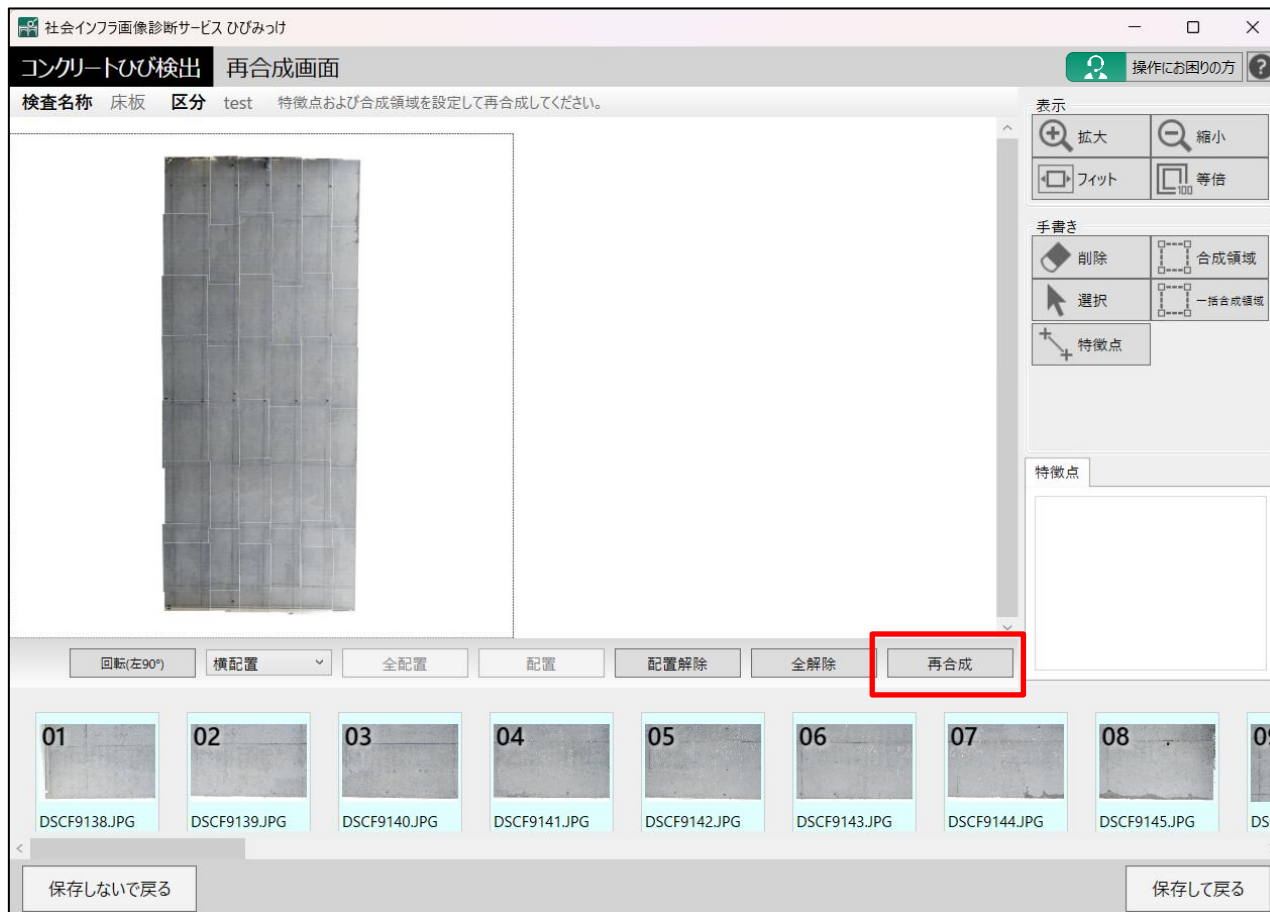 社会インフラ画像診断サービス ひびみっけ
コンクリートひび検出 再合成画面
操作にお困りの方 ?
検査名称 床板 区分 test 特徴点および合成領域を設定して再合成してください。
表示
拡大 縮小
フィット 等倍
100
手書き
削除 合成領域
選択 一括合成領域
特徴点
特徴点
回転(左90°) 横配置 全配置 配置 配置解除 全解除 再合成
01 02 03 04 05 06 07 08
DSCF9138.JPG DSCF9139.JPG DSCF9140.JPG DSCF9141.JPG DSCF9142.JPG DSCF9143.JPG DSCF9144.JPG DSCF9145.JPG DS
保存しないで戻る 保存して戻る